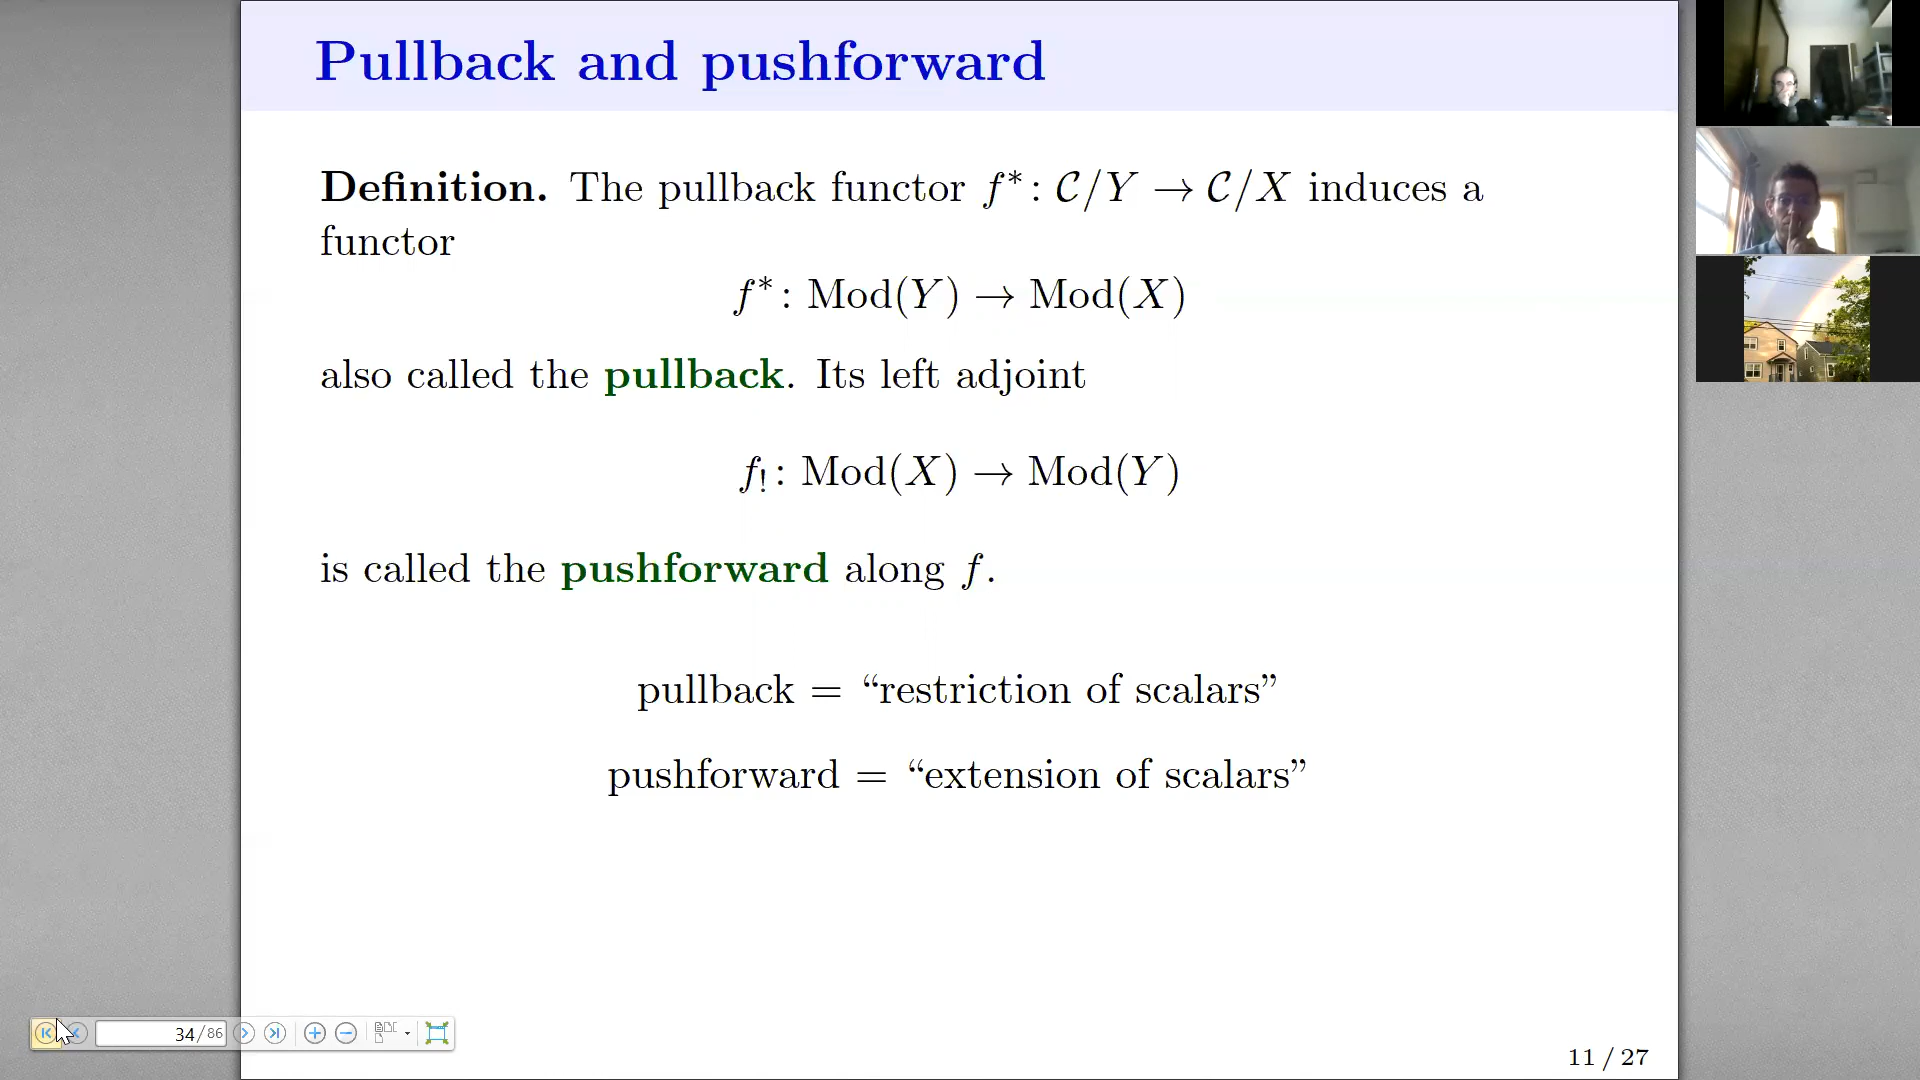 Pullback and pushforward
Definition. The pullback functor f*: C/Y → C/X induces a
functor
f*: Mod(Y) → Mod(X)
also called the pullback. Its left adjoint
f!: Mod(X) → Mod(Y)
is called the pushforward along f.
pullback = “restriction of scalars”
pushforward = “extension of scalars”
34/86
11 / 27